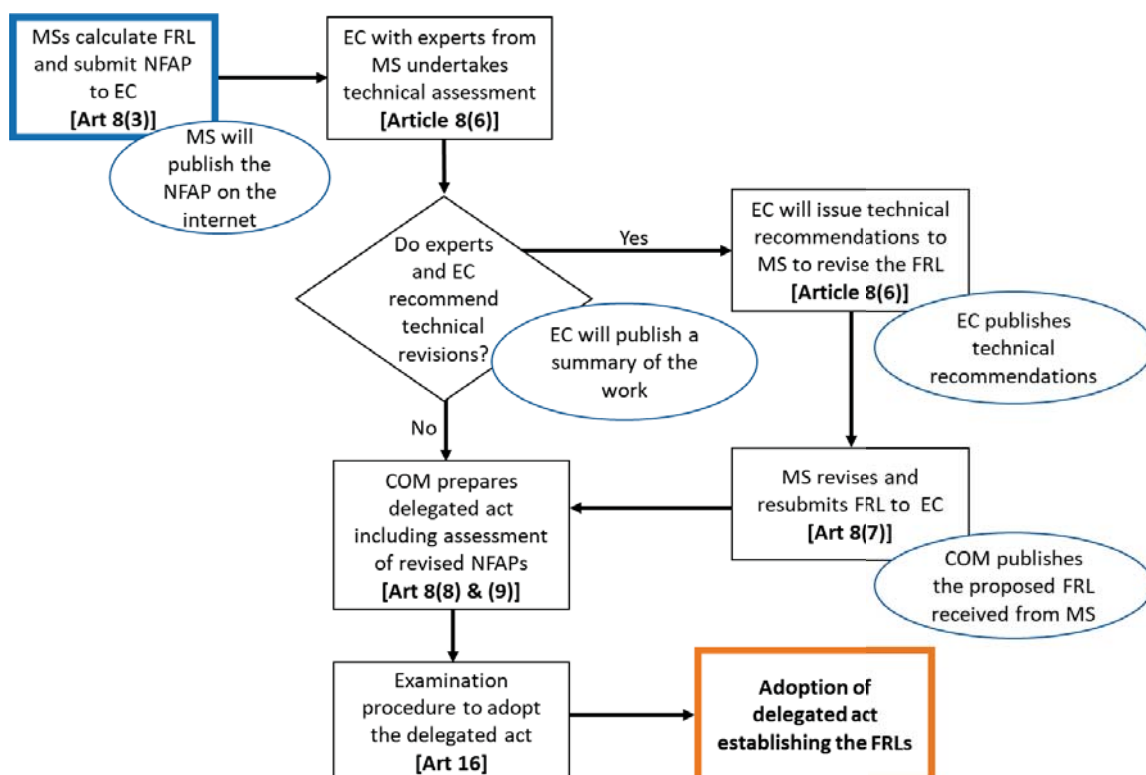 MSs calculate FRL
and submit NFAP
to EC
[Art 8(3)]
MS will
publish the
NFAP on the
internet
EC with experts from
MS undertakes
technical assessment
[Article 8(6)]
Do experts
and EC
recommend
technical
revisions?
Yes
EC will publish a
summary of the
work
EC will issue technical
recommendations to
MS to revise the FRL
[Article 8(6)]
EC publishes
technical
recommendations
No
MS revises and
resubmits FRL to EC
[Art 8(7)]
COM publishes
the proposed FRL
received from MS
COM prepares
delegated act
including assessment
of revised NFAPs
[Art 8(8) & (9)]
Examination
procedure to adopt
the delegated act
[Art 16]
Adoption of
delegated act
establishing the FRLs